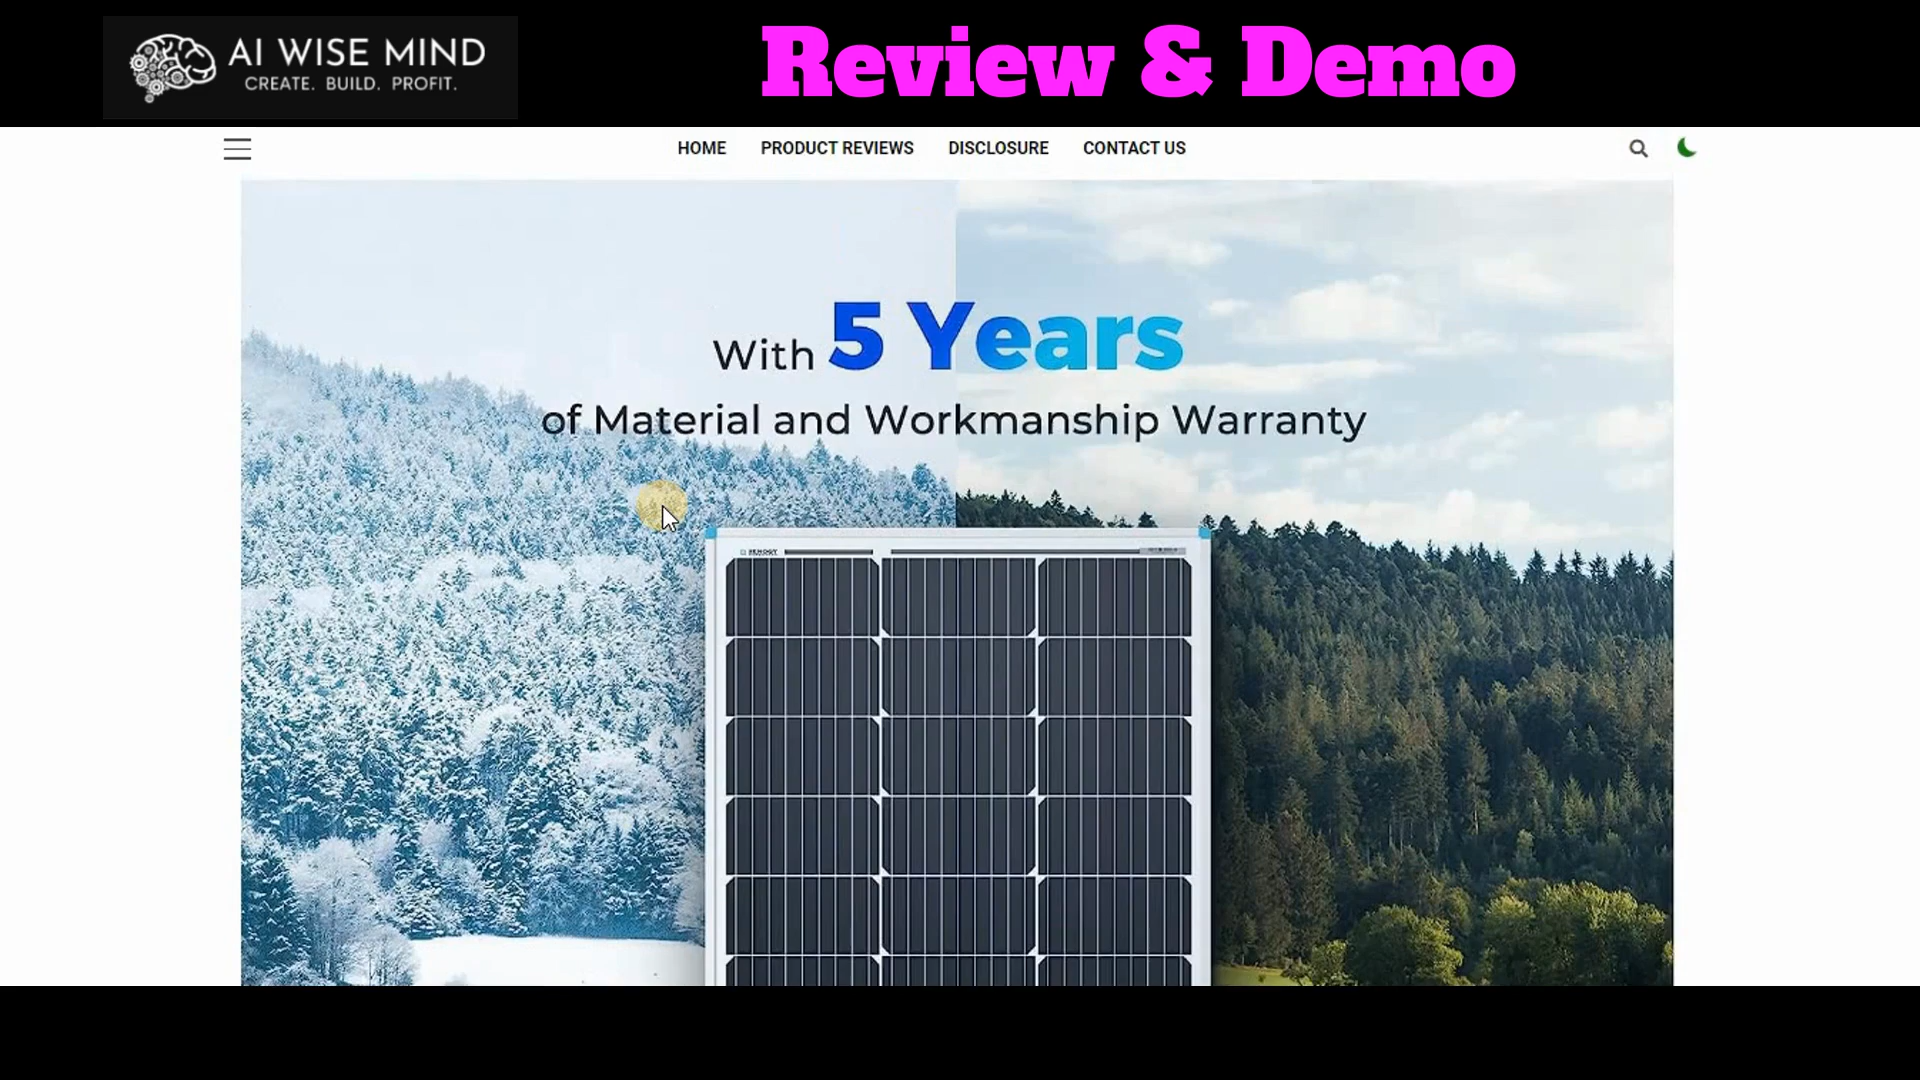 AI WISE MIND
CREATE. BUILD. PROFIT.
Review & Demo
HOME PRODUCT REVIEWS DISCLOSURE CONTACT US
With 5 Years
of Material and Workmanship Warranty